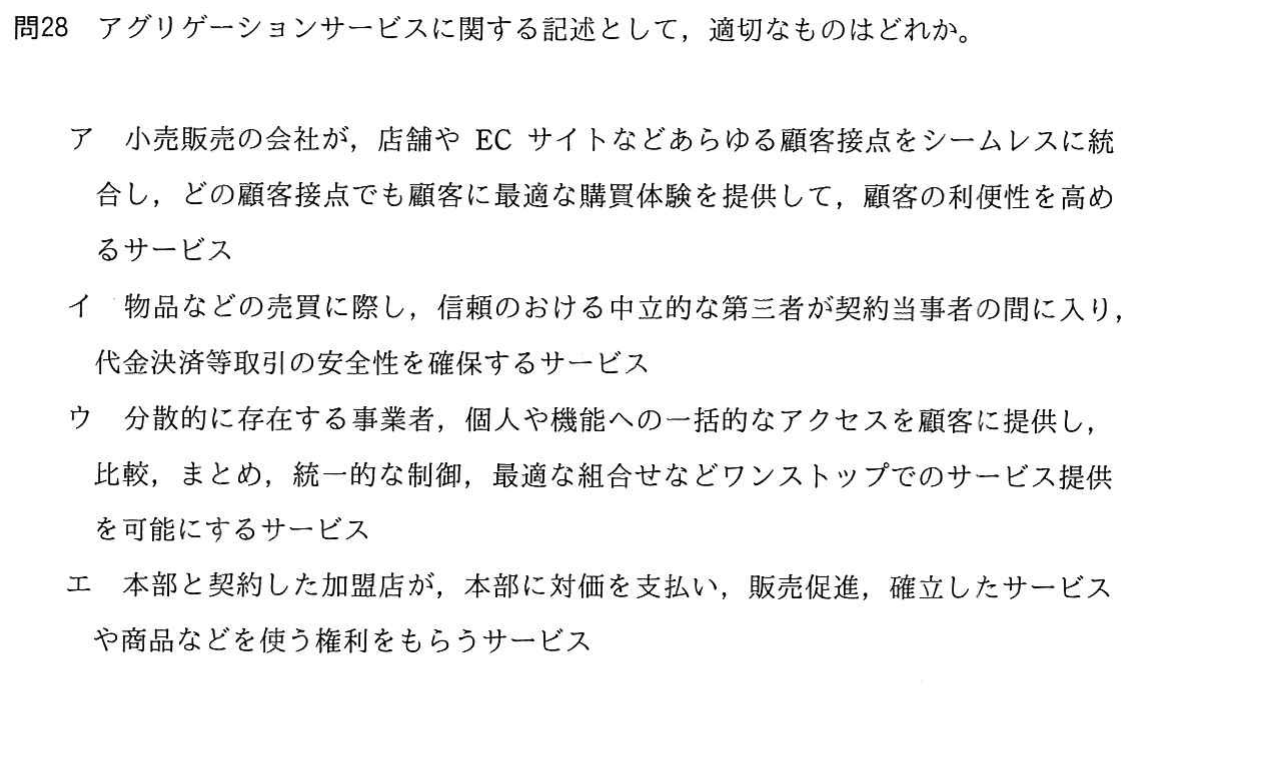 問28 アグリゲーションサービスに関する記述として，適切なものはどれか。
ア 小売販売の会社が，店舗や EC サイトなどあらゆる顧客接点をシームレスに統
合し，どの顧客接点でも顧客に最適な購買体験を提供して，顧客の利便性を高め
るサービス
イ 物品などの売買に際し，信頼のおける中立的な第三者が契約当事者の間に入り，
代金決済等取引の安全性を確保するサービス
ウ 分散的に存在する事業者，個人や機能への一括的なアクセスを顧客に提供し，
比較，まとめ，統一的な制御，最適な組合せなどワンストップでのサービス提供
を可能にするサービス
エ 本部と契約した加盟店が，本部に対価を支払い，販売促進，確立したサービス
や商品などを使う権利をもらうサービス